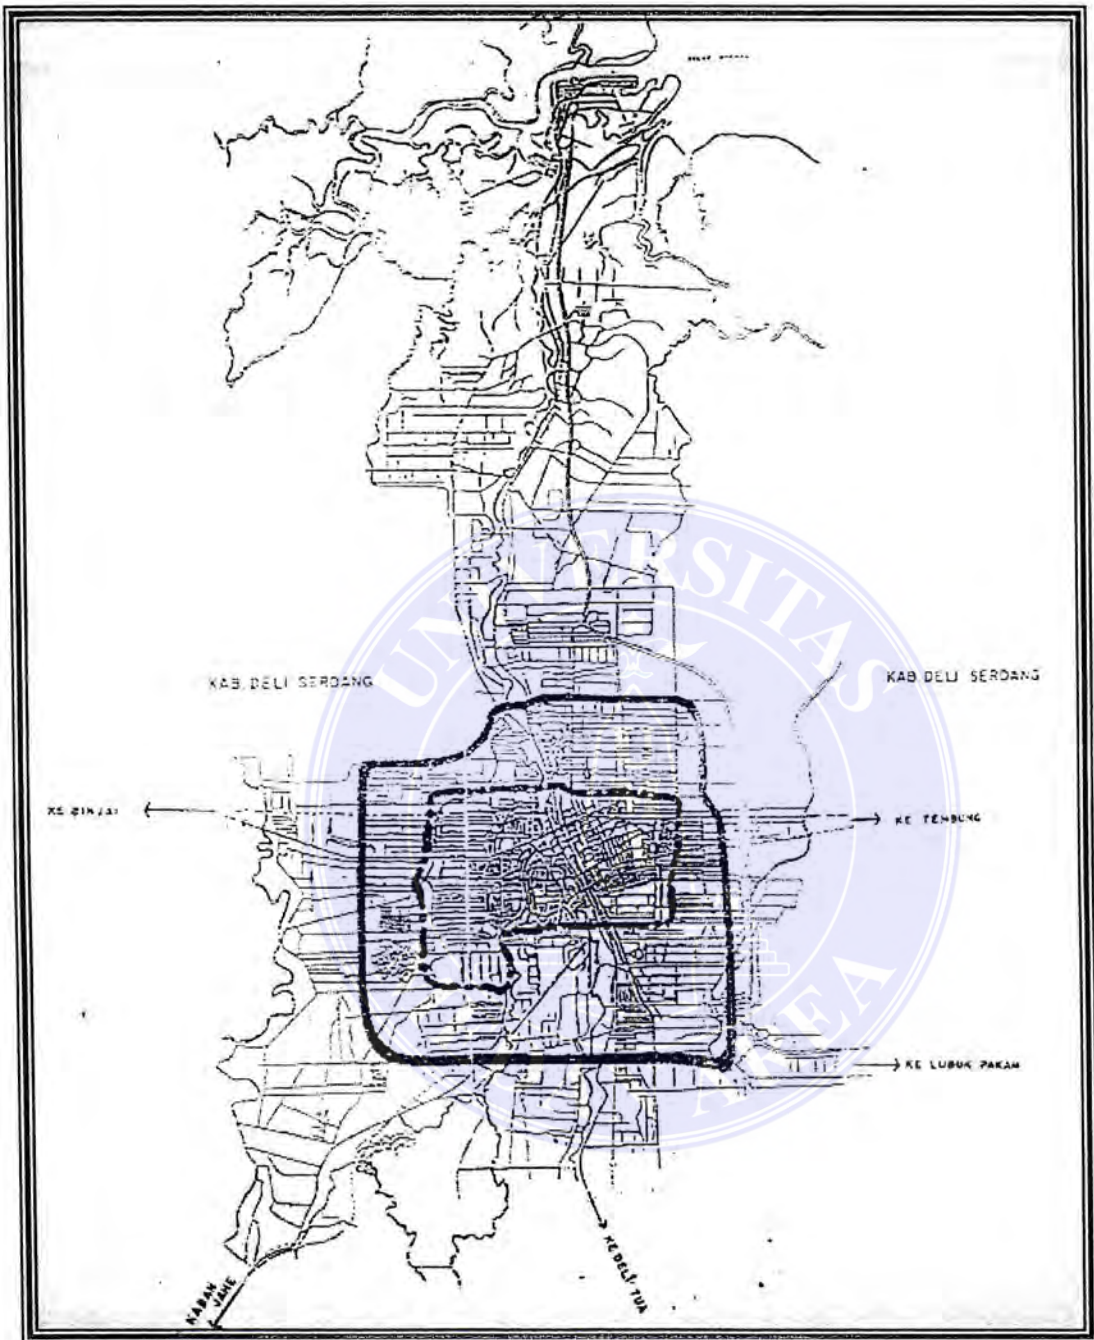 KAB. DELI SERDANG
KAB. DELI SERDANG
KE BINJAI
KE TEMBUNG
KE LUBUK PAKAM
KE DELI TUA
KABAN
JAHE
UNIVERSITAS
AREA